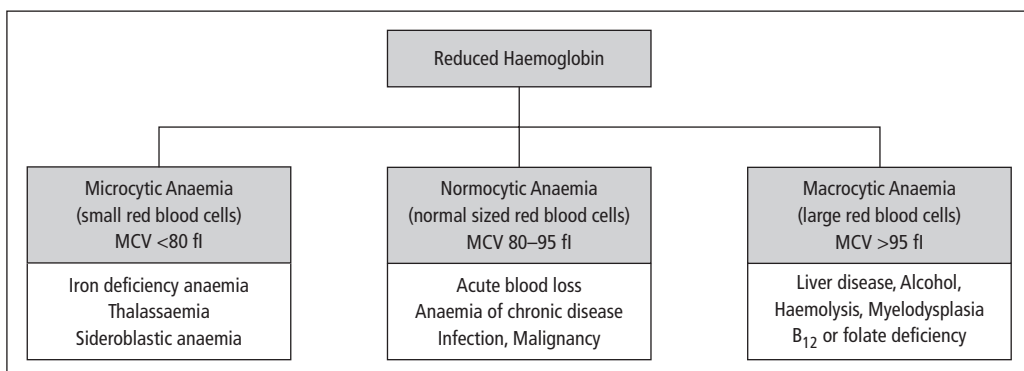 Reduced Haemoglobin
Microcytic Anaemia
(small red blood cells)
MCV <80 fl
Iron deficiency anaemia
Thalassaemia
Sideroblastic anaemia
Normocytic Anaemia
(normal sized red blood cells)
MCV 80–95 fl
Acute blood loss
Anaemia of chronic disease
Infection, Malignancy
Macrocytic Anaemia
(large red blood cells)
MCV >95 fl
Liver disease, Alcohol,
Haemolysis, Myelodysplasia
B12 or folate deficiency